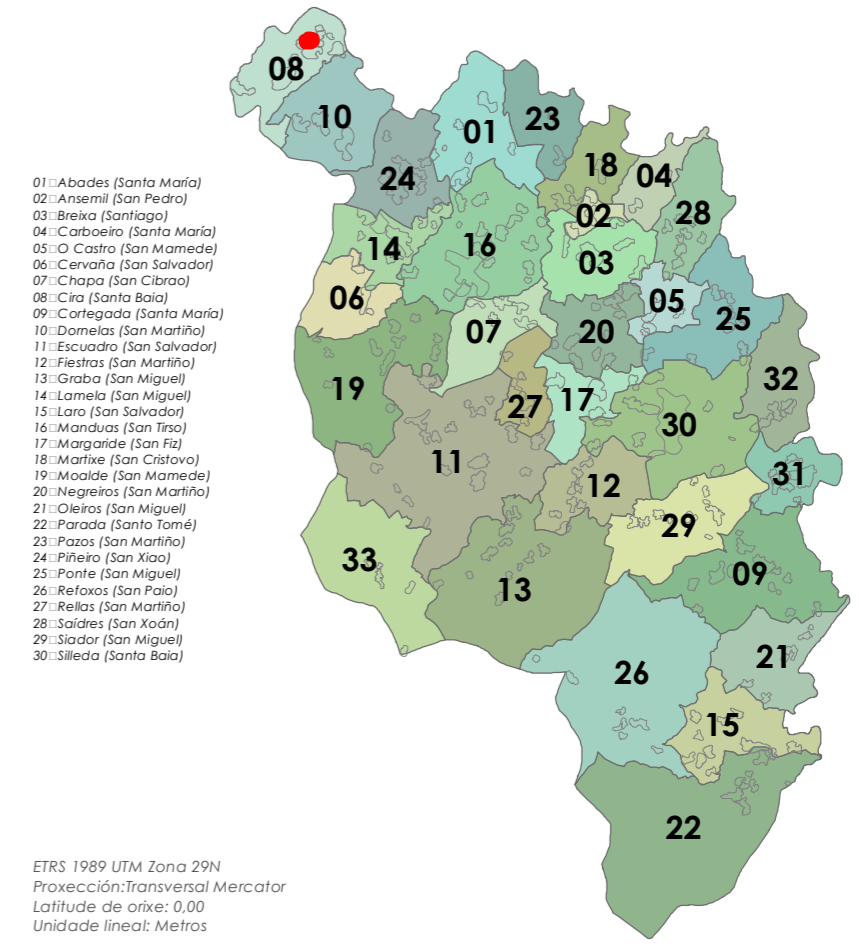 08
10
01
23
24
18
04
02
28
14
16
03
06
05
25
07
20
32
19
27
17
30
11
12
31
29
33
13
09
26
21
15
22
01□Abades (Santa María)
02□Ansemil (San Pedro)
03□Breixa (Santiago)
04□Carboeiro (Santa María)
05□O Castro (San Mamede)
06□Cervaña (San Salvador)
07□Chapa (San Cibrao)
08□Cira (Santa Baia)
09□Cortegada (Santa María)
10□Dornelas (San Martiño)
11□Escuadro (San Salvador)
12□Fiestras (San Martiño)
13□Graba (San Miguel)
14□Lamela (San Miguel)
15□Laro (San Salvador)
16□Manduas (San Tirso)
17□Margaride (San Fiz)
18□Martixe (San Cristovo)
19□Moalde (San Mamede)
20□Negreiros (San Martiño)
21□Oleiros (San Miguel)
22□Parada (Santo Tomé)
23□Pazos (San Martiño)
24□Piñeiro (San Xiao)
25□Ponte (San Miguel)
26□Refoxos (San Paio)
27□Rellas (San Martiño)
28□Saídres (San Xoán)
29□Siador (San Miguel)
30□Silleda (Santa Baia)
ETRS 1989 UTM Zona 29N
Proxección:Transversal Mercator
Latitude de orixe: 0,00
Unidade lineal: Metros